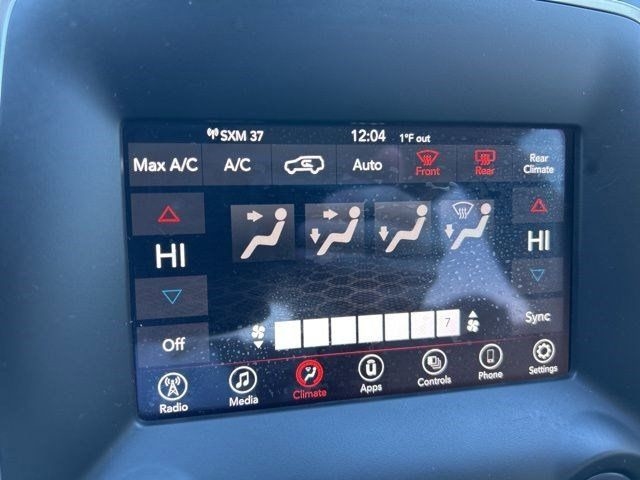 SXM 37 12:04 1°F out
Max A/C A/C Auto Front Rear Rear Climate
HI HI
Off 7 Sync
Radio Media Climate Apps Controls Phone Settings